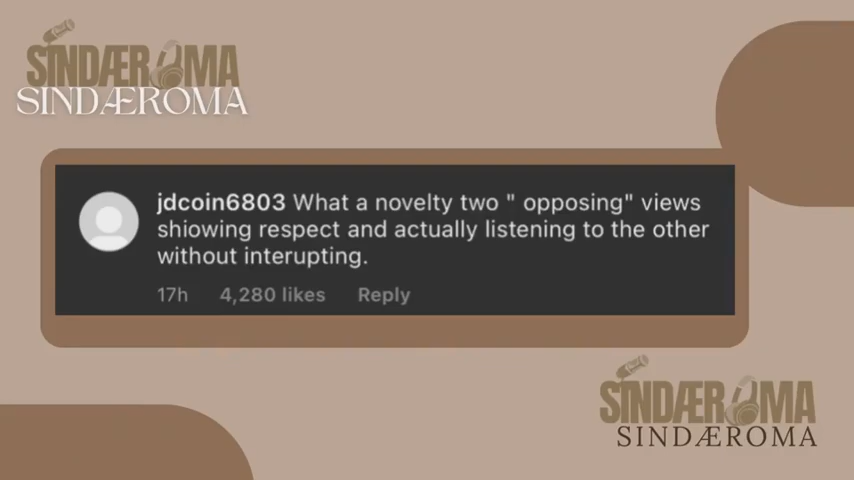 SINDÆROMA
SINDÆROMA
jdcoin6803 What a novelty two " opposing" views
shiowing respect and actually listening to the other
without interupting.
17h 4,280 likes Reply
SINDÆROMA
SINDÆROMA